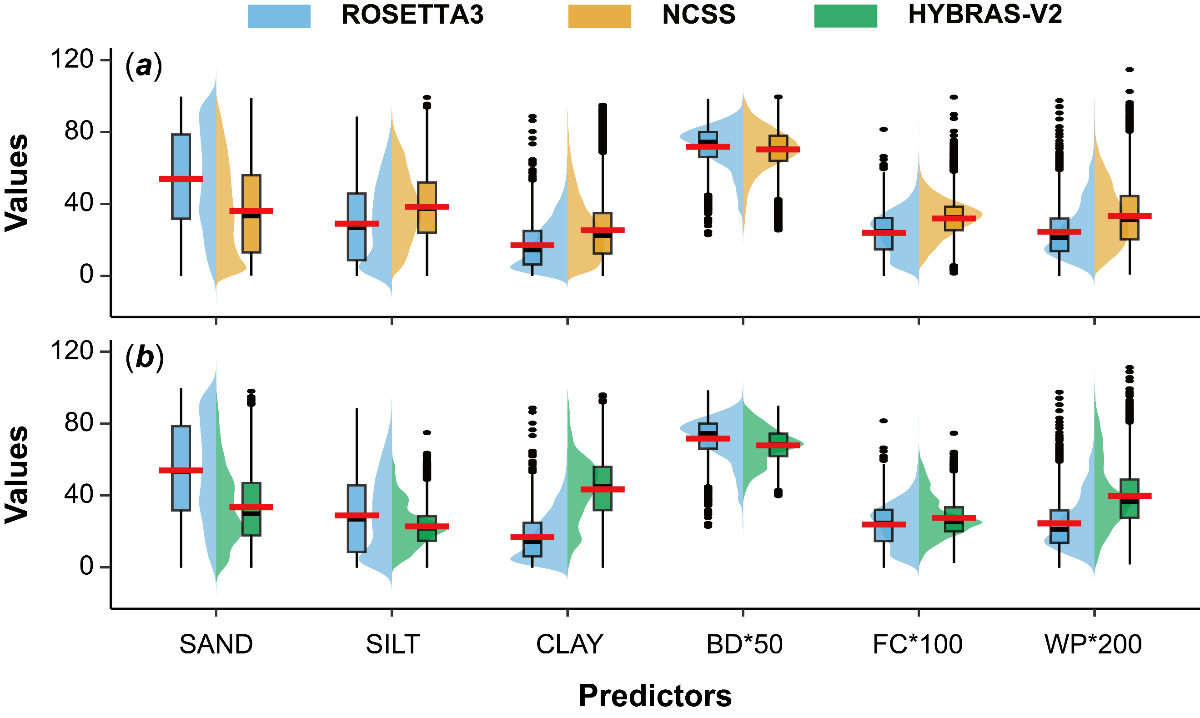 ROSETTA3 NCSS HYBRAS-V2
(a)
120
80
40
0
Values
(b)
120
80
40
0
Values
SAND SILT CLAY BD*50 FC*100 WP*200
Predictors